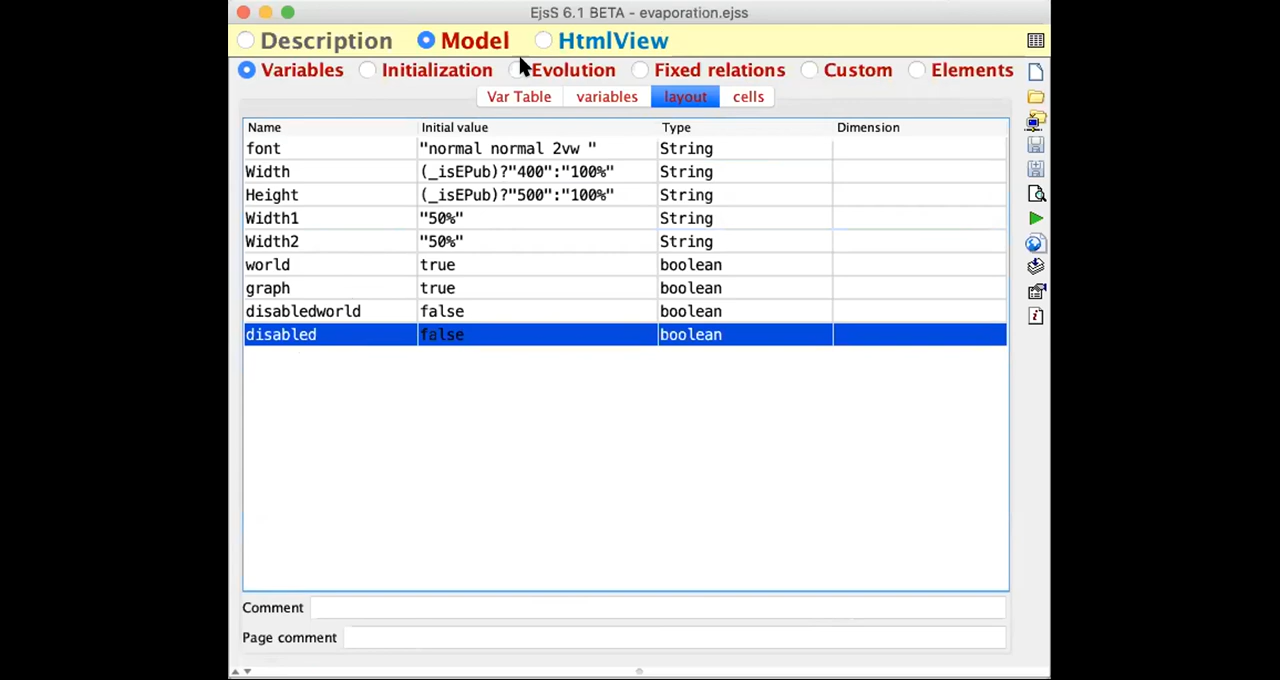 EjsS 6.1 BETA - evaporation.ejss
Description Model HtmlView
Variables Initialization Evolution Fixed relations Custom Elements
Var Table variables layout cells
Name Initial value Type Dimension
font "normal normal 2vw " String
Width (_isEPub)?"400":"100%" String
Height (_isEPub)?"500":"100%" String
Width1 "50%" String
Width2 "50%" String
world true boolean
graph true boolean
disabledworld false boolean
disabled false boolean
Comment
Page comment